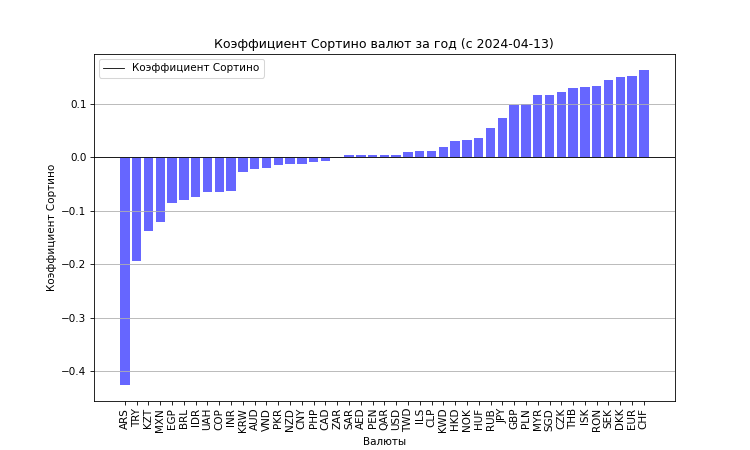 Коэффициент Сортино валют за год (с 2024-04-13)
Коэффициент Сортино
Коэффициент Сортино
0.1
0.0
−0.1
−0.2
−0.3
−0.4
ARS TRY KZT MXN EGP BRL IDR UAH COP INR KRW AUD VND PKR NZD CNY PHP CAD ZAR SAR AED PEN QAR USD TWD ILS CLP KWD HKD NOK HUF RUB JPY GBP PLN MYR SGD CZK THB ISK RON SEK DKK EUR CHF
Валюты